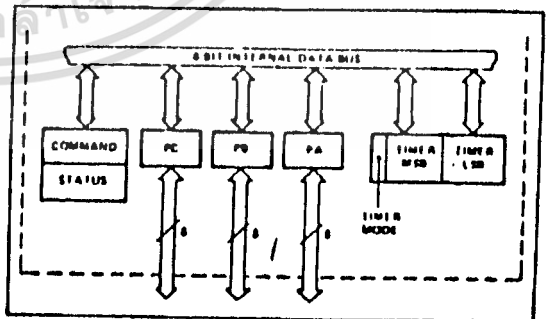 8 BIT INTERNAL DATA BUS
COMMAND
STATUS
PC
PB
PA
TIMER MSB
TIMER LSB
TIMER MODE
8
8
8